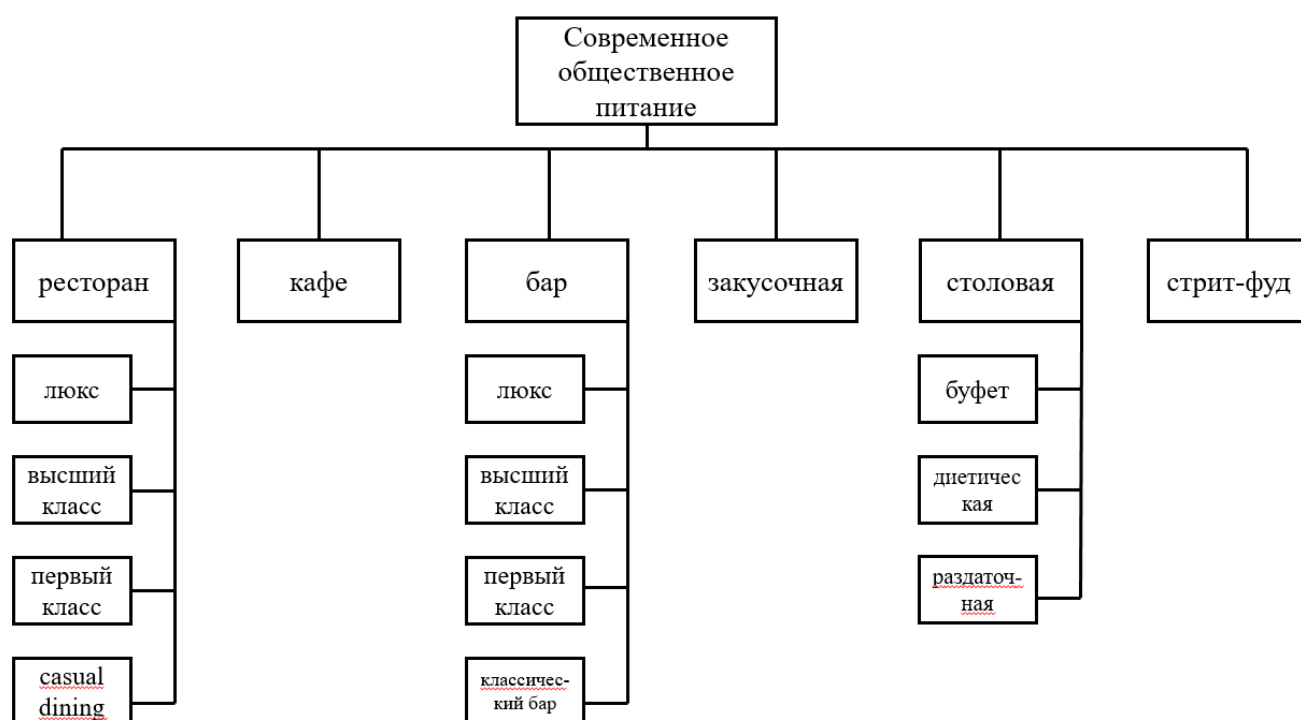 Современное
общественное
питание
ресторан
кафе
бар
закусочная
столовая
стрит-фуд
люкс
люкс
буфет
высший
класс
высший
класс
диетичес
кая
первый
класс
первый
класс
раздаточ-
ная
casual
dining
классичес-
кий бар